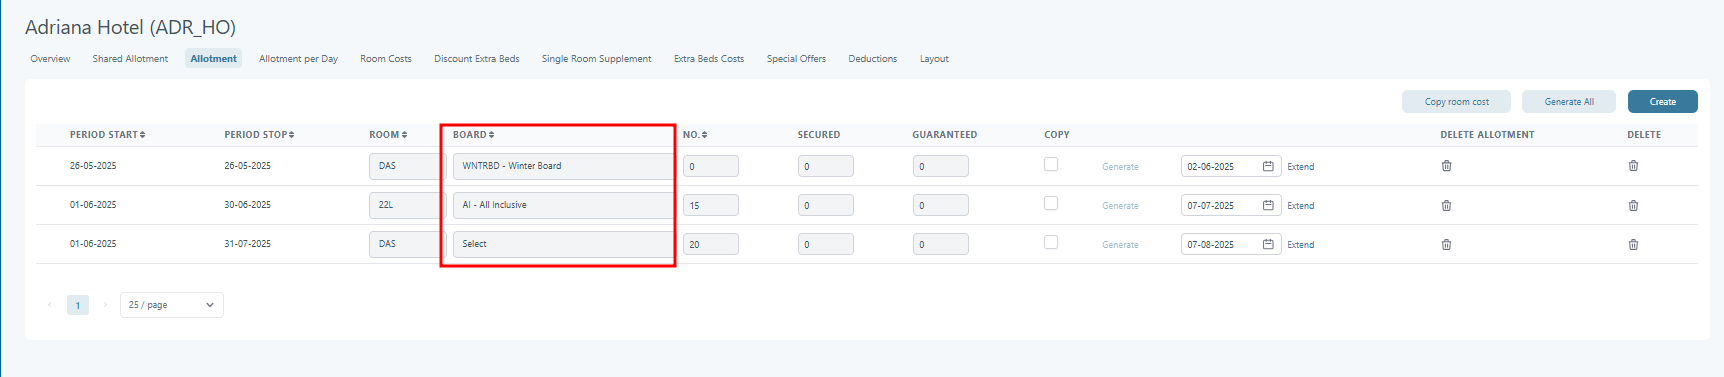 Adriana Hotel (ADR_HO)
Overview Shared Allotment Allotment Allotment per Day Room Costs Discount Extra Beds Single Room Supplement Extra Beds Costs Special Offers Deductions Layout
Copy room cost Generate All Create
PERIOD START PERIOD STOP ROOM BOARD NO. SECURED GUARANTEED COPY DELETE ALLOTMENT DELETE
26-05-2025 26-05-2025 DAS WNTRBD - Winter Board 0 0 0 Generate 02-06-2025 Extend
01-06-2025 30-06-2025 22L AI - All Inclusive 15 0 0 Generate 07-07-2025 Extend
01-06-2025 31-07-2025 DAS Select 20 0 0 Generate 07-08-2025 Extend
1 25 / page